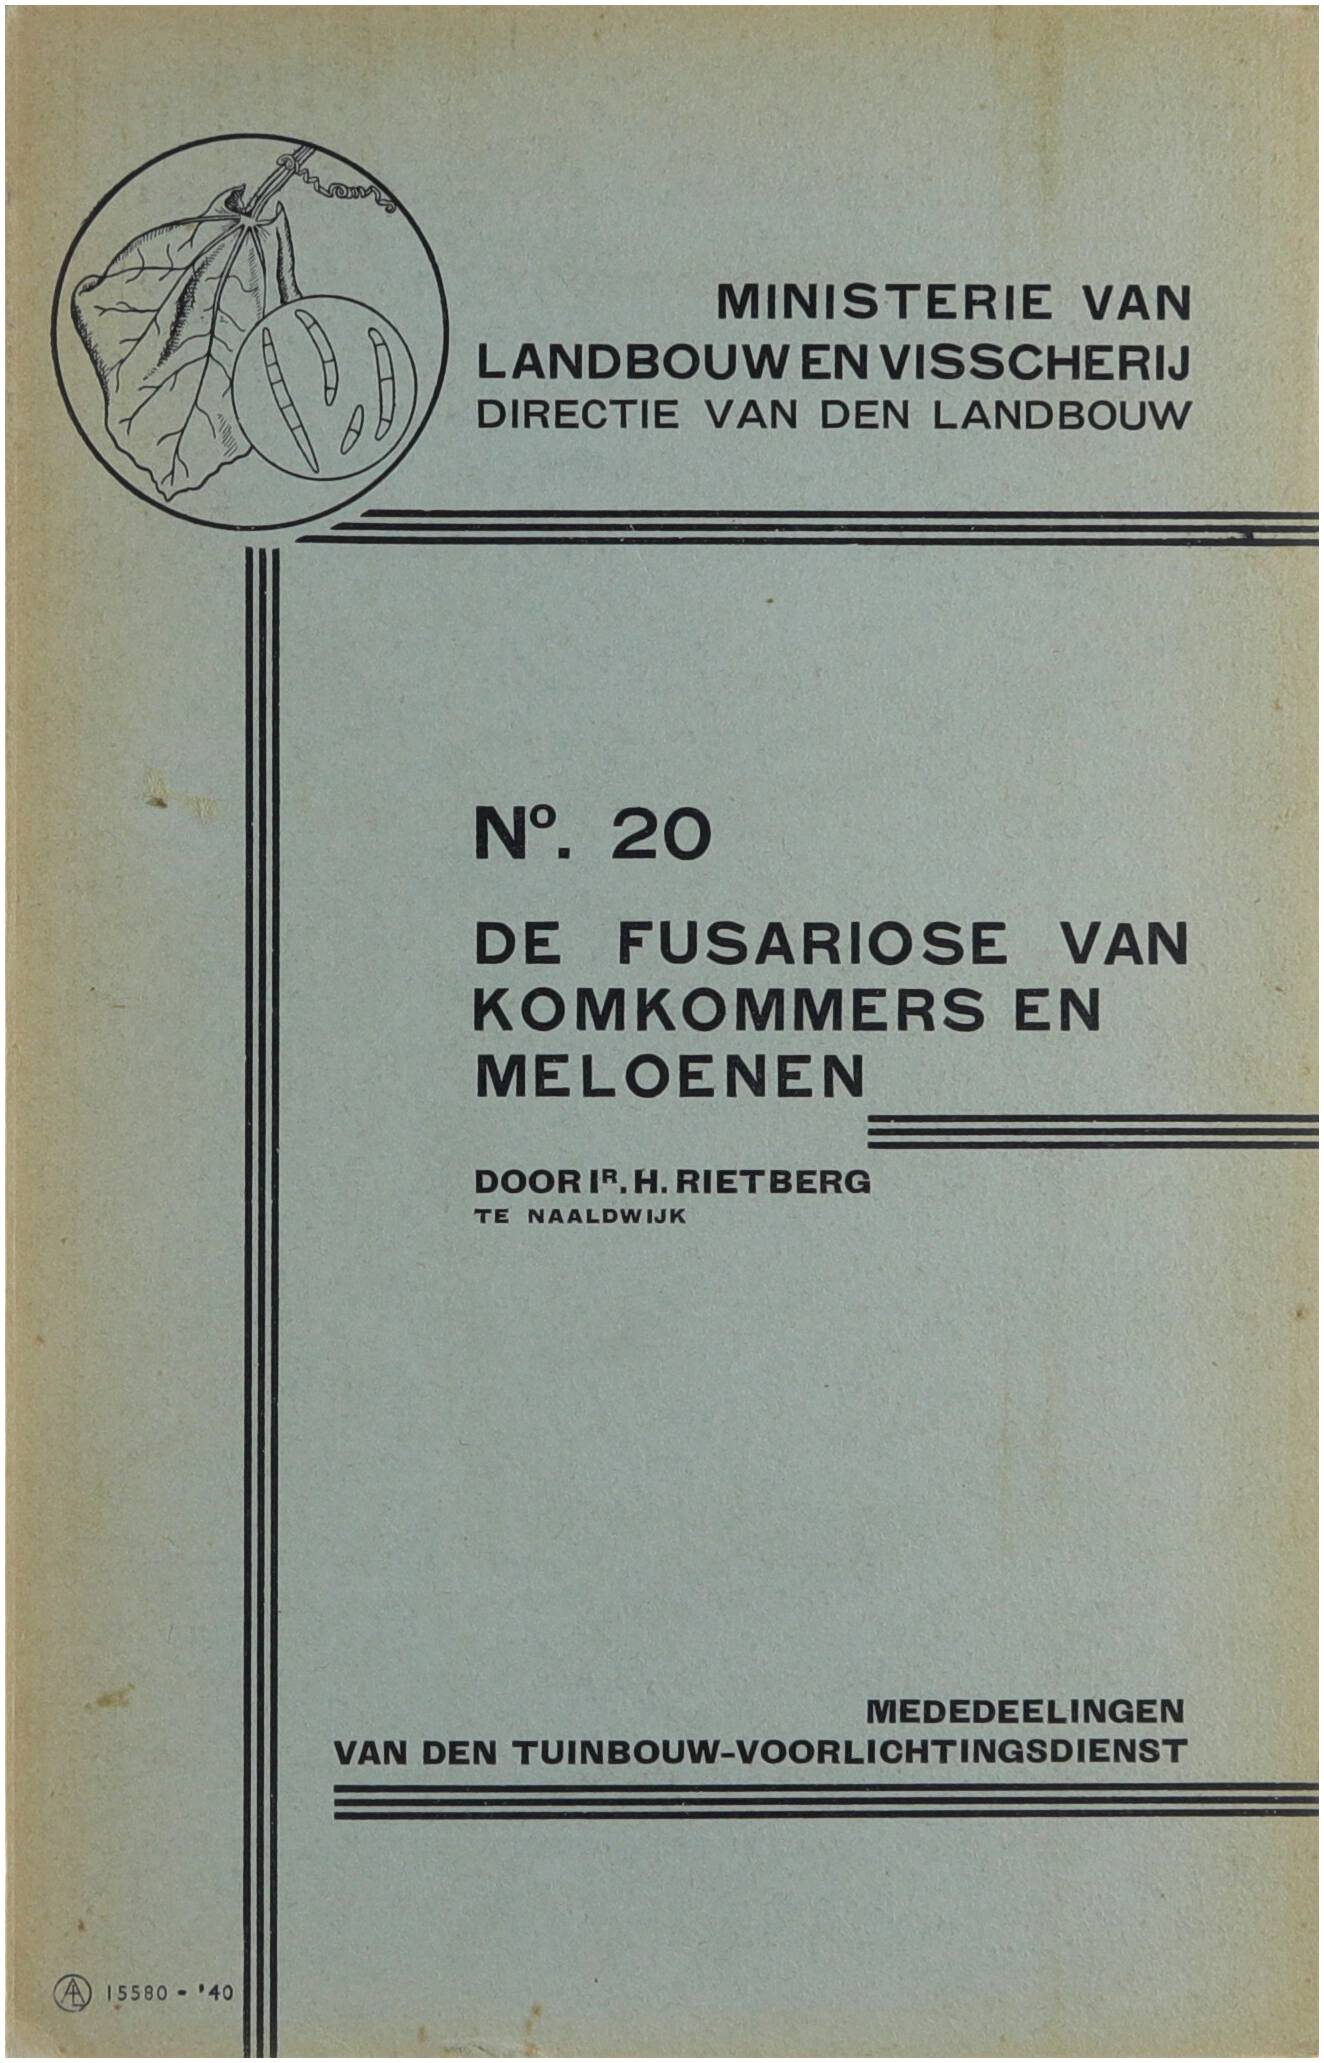 MINISTERIE VAN
LANDBOUW EN VISSCHERIJ
DIRECTIE VAN DEN LANDBOUW
Nº. 20
DE FUSARIOSE VAN
KOMKOMMERS EN
MELOENEN
DOOR Iᴿ. H. RIETBERG
TE NAALDWIJK
MEDEDEELINGEN
VAN DEN TUINBOUW-VOORLICHTINGSDIENST
15580 - '40